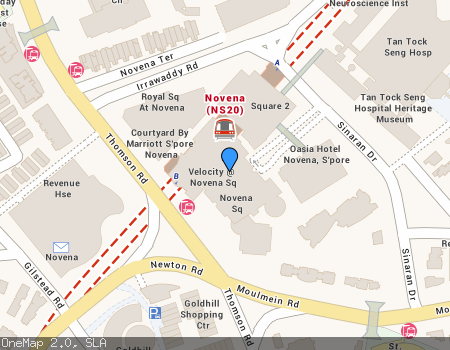 Neuroscience Inst
Ctr
Tan Tock
Seng Hosp
A
Novena Ter
Irrawaddy Rd
Royal Sq
At Novena
Novena
(NS20)
Square 2
Tan Tock Seng
Hospital Heritage
Museum
Sinaran Dr
Courtyard By
Marriott S'pore
Novena
Oasia Hotel
Novena, S'pore
Thomson Rd
B
Velocity @
Novena Sq
Revenue
Hse
Novena
Sq
Novena
Newton Rd
Gilstead Rd
Moulmein Rd
Sinaran Dr
Goldhill
Shopping
Ctr
P
Thomson Rd
Goldhill
St.
OneMap 2.0, SLA